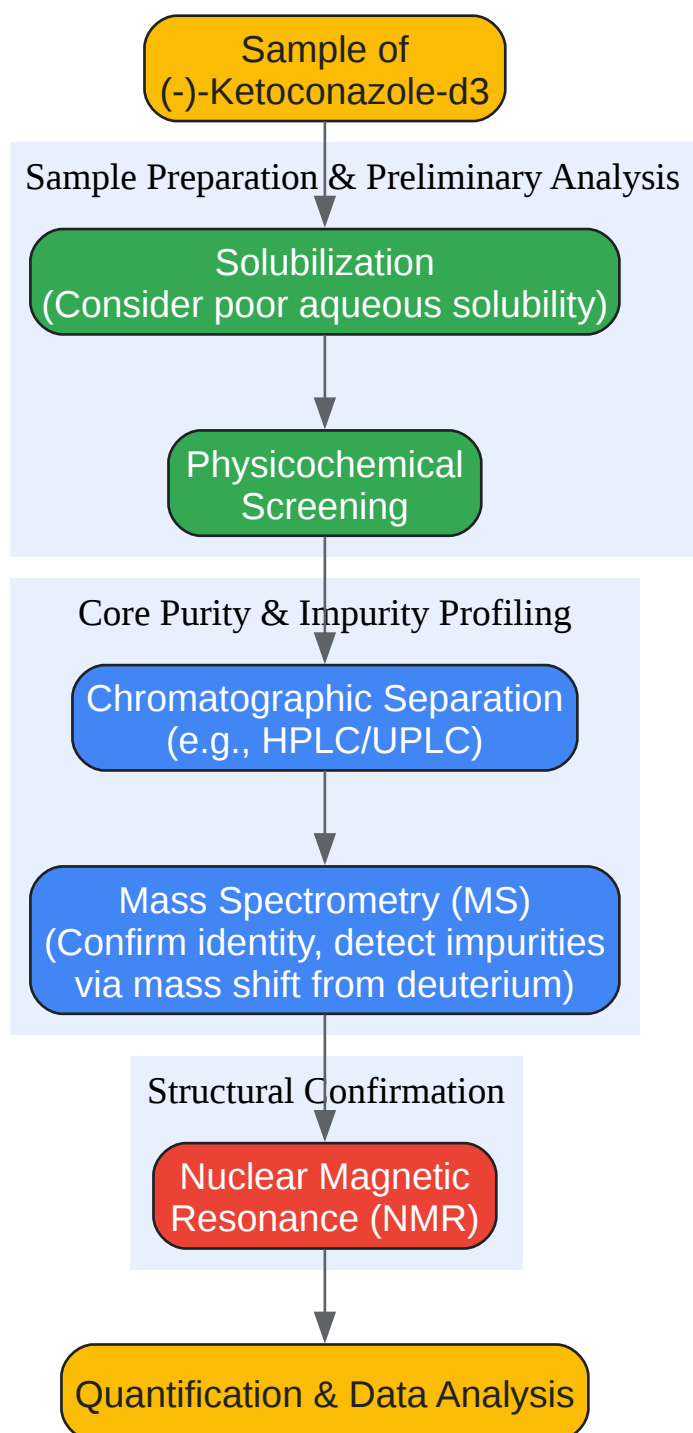 Sample of
(-)-Ketoconazole-d3
Sample Preparation & Preliminary Analysis
Solubilization
(Consider poor aqueous solubility)
Physicochemical
Screening
Core Purity & Impurity Profiling
Chromatographic Separation
(e.g., HPLC/UPLC)
Mass Spectrometry (MS)
(Confirm identity, detect impurities
via mass shift from deuterium)
Structural Confirmation
Nuclear Magnetic
Resonance (NMR)
Quantification & Data Analysis